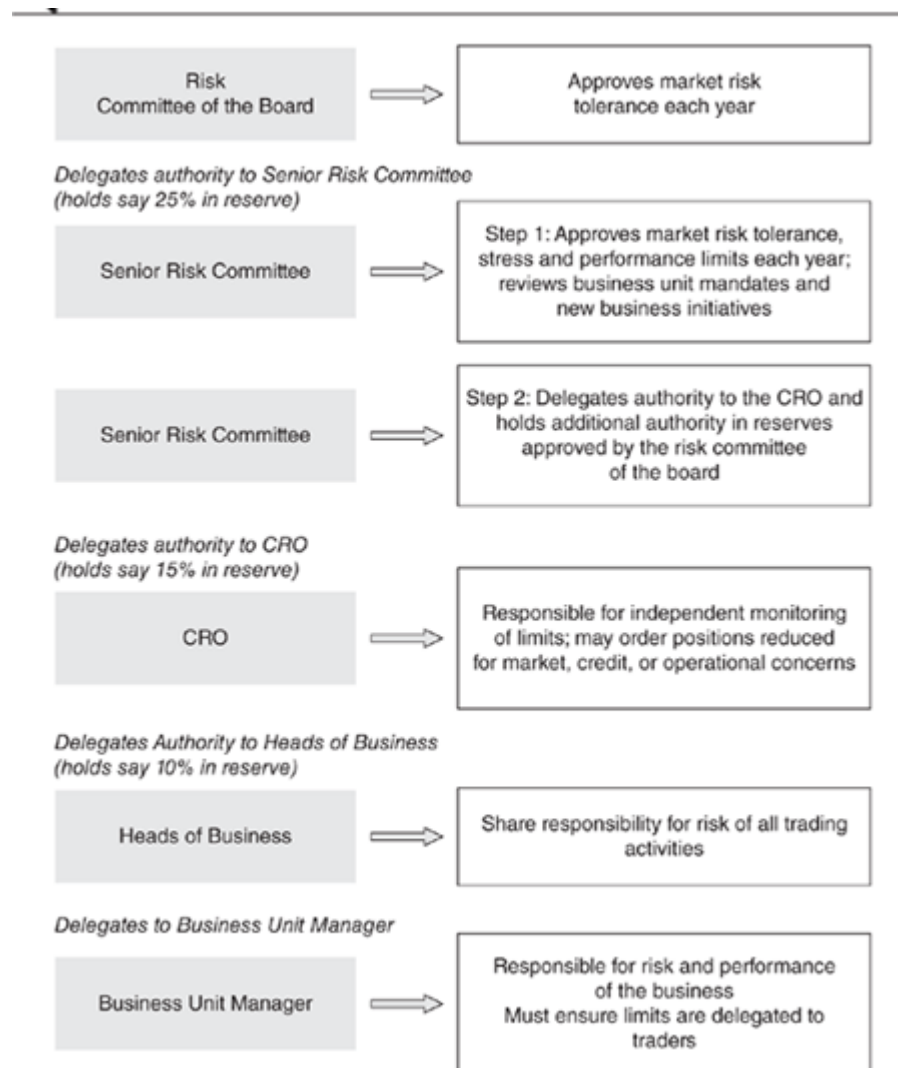 Risk
Committee of the Board
Approves market risk
tolerance each year
Delegates authority to Senior Risk Committee
(holds say 25% in reserve)
Senior Risk Committee
Step 1: Approves market risk tolerance,
stress and performance limits each year;
reviews business unit mandates and
new business initiatives
Senior Risk Committee
Step 2: Delegates authority to the CRO and
holds additional authority in reserves
approved by the risk committee
of the board
Delegates authority to CRO
(holds say 15% in reserve)
CRO
Responsible for independent monitoring
of limits; may order positions reduced
for market, credit, or operational concerns
Delegates Authority to Heads of Business
(holds say 10% in reserve)
Heads of Business
Share responsibility for risk of all trading
activities
Delegates to Business Unit Manager
Business Unit Manager
Responsible for risk and performance
of the business
Must ensure limits are delegated to
traders